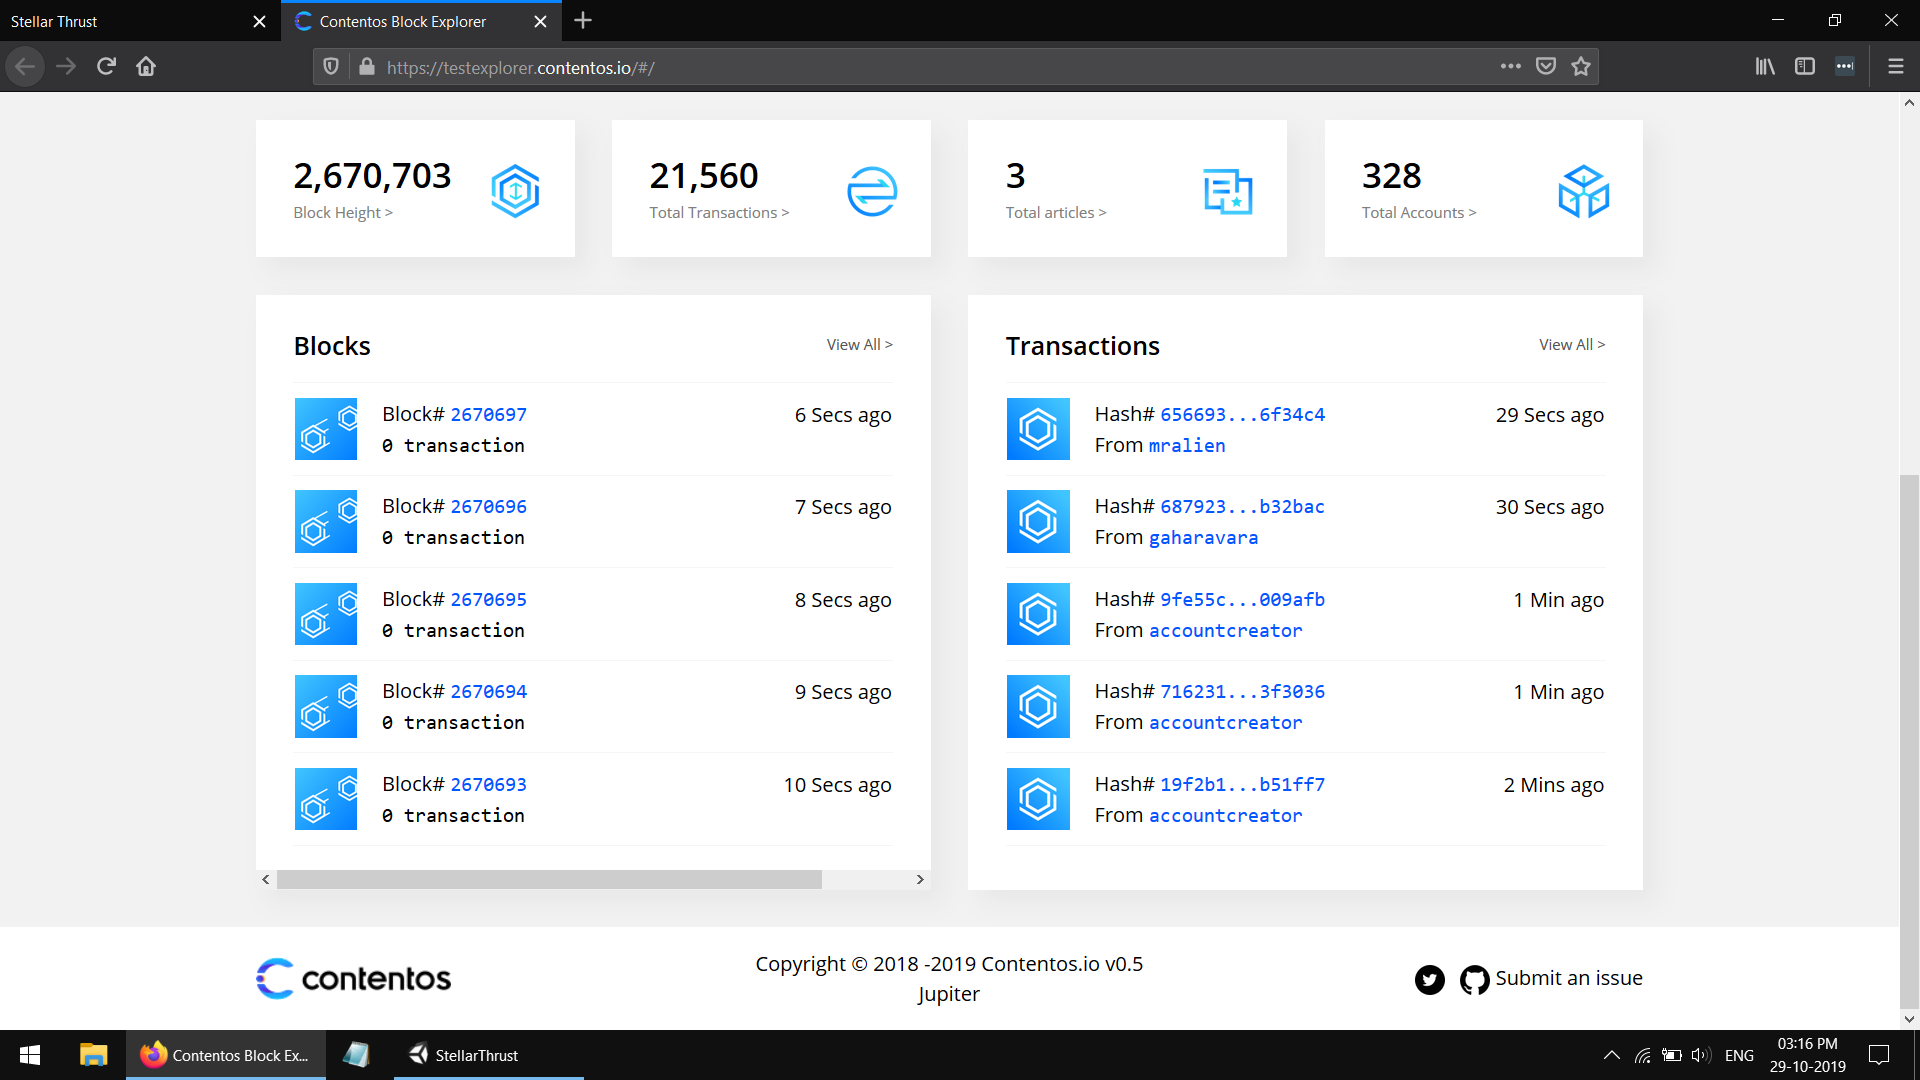 Stellar Thrust
Contentos Block Explorer
https://testexplorer.contentos.io/#/
2,670,703
Block Height >
21,560
Total Transactions >
3
Total articles >
328
Total Accounts >
Blocks
View All >
Block# 2670697
6 Secs ago
0 transaction
Block# 2670696
7 Secs ago
0 transaction
Block# 2670695
8 Secs ago
0 transaction
Block# 2670694
9 Secs ago
0 transaction
Block# 2670693
10 Secs ago
0 transaction
Transactions
View All >
Hash# 656693...6f34c4
29 Secs ago
From mralien
Hash# 687923...b32bac
30 Secs ago
From gaharavara
Hash# 9fe55c...009afb
1 Min ago
From accountcreator
Hash# 716231...3f3036
1 Min ago
From accountcreator
Hash# 19f2b1...b51ff7
2 Mins ago
From accountcreator
contentos
Copyright © 2018 -2019 Contentos.io v0.5
Jupiter
Submit an issue
Contentos Block Ex...
StellarThrust
ENG
03:16 PM
29-10-2019